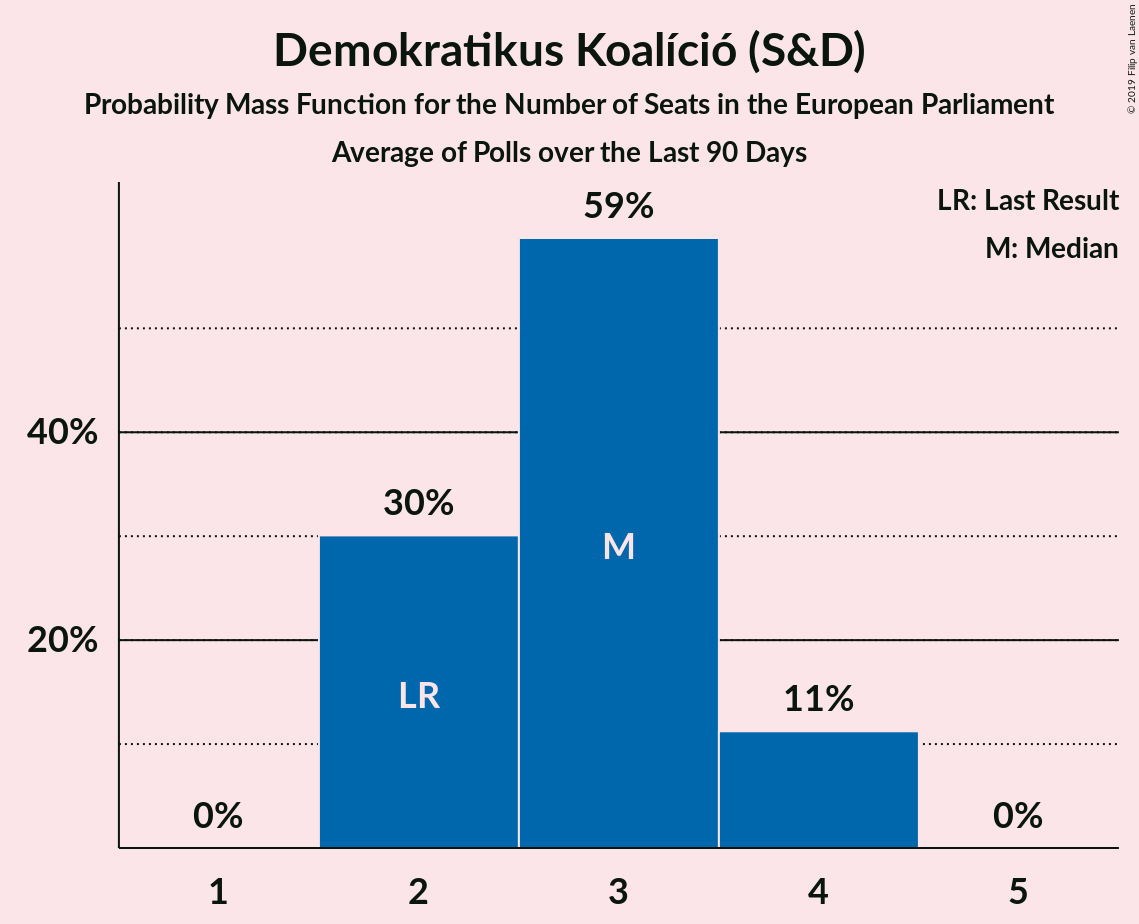 Demokratikus Koalíció (S&D)
Probability Mass Function for the Number of Seats in the European Parliament
Average of Polls over the Last 90 Days
© 2019 Filip van Laenen
LR: Last Result
M: Median
59%
40%
30%
M
20%
LR
11%
0%
0%
1
2
3
4
5